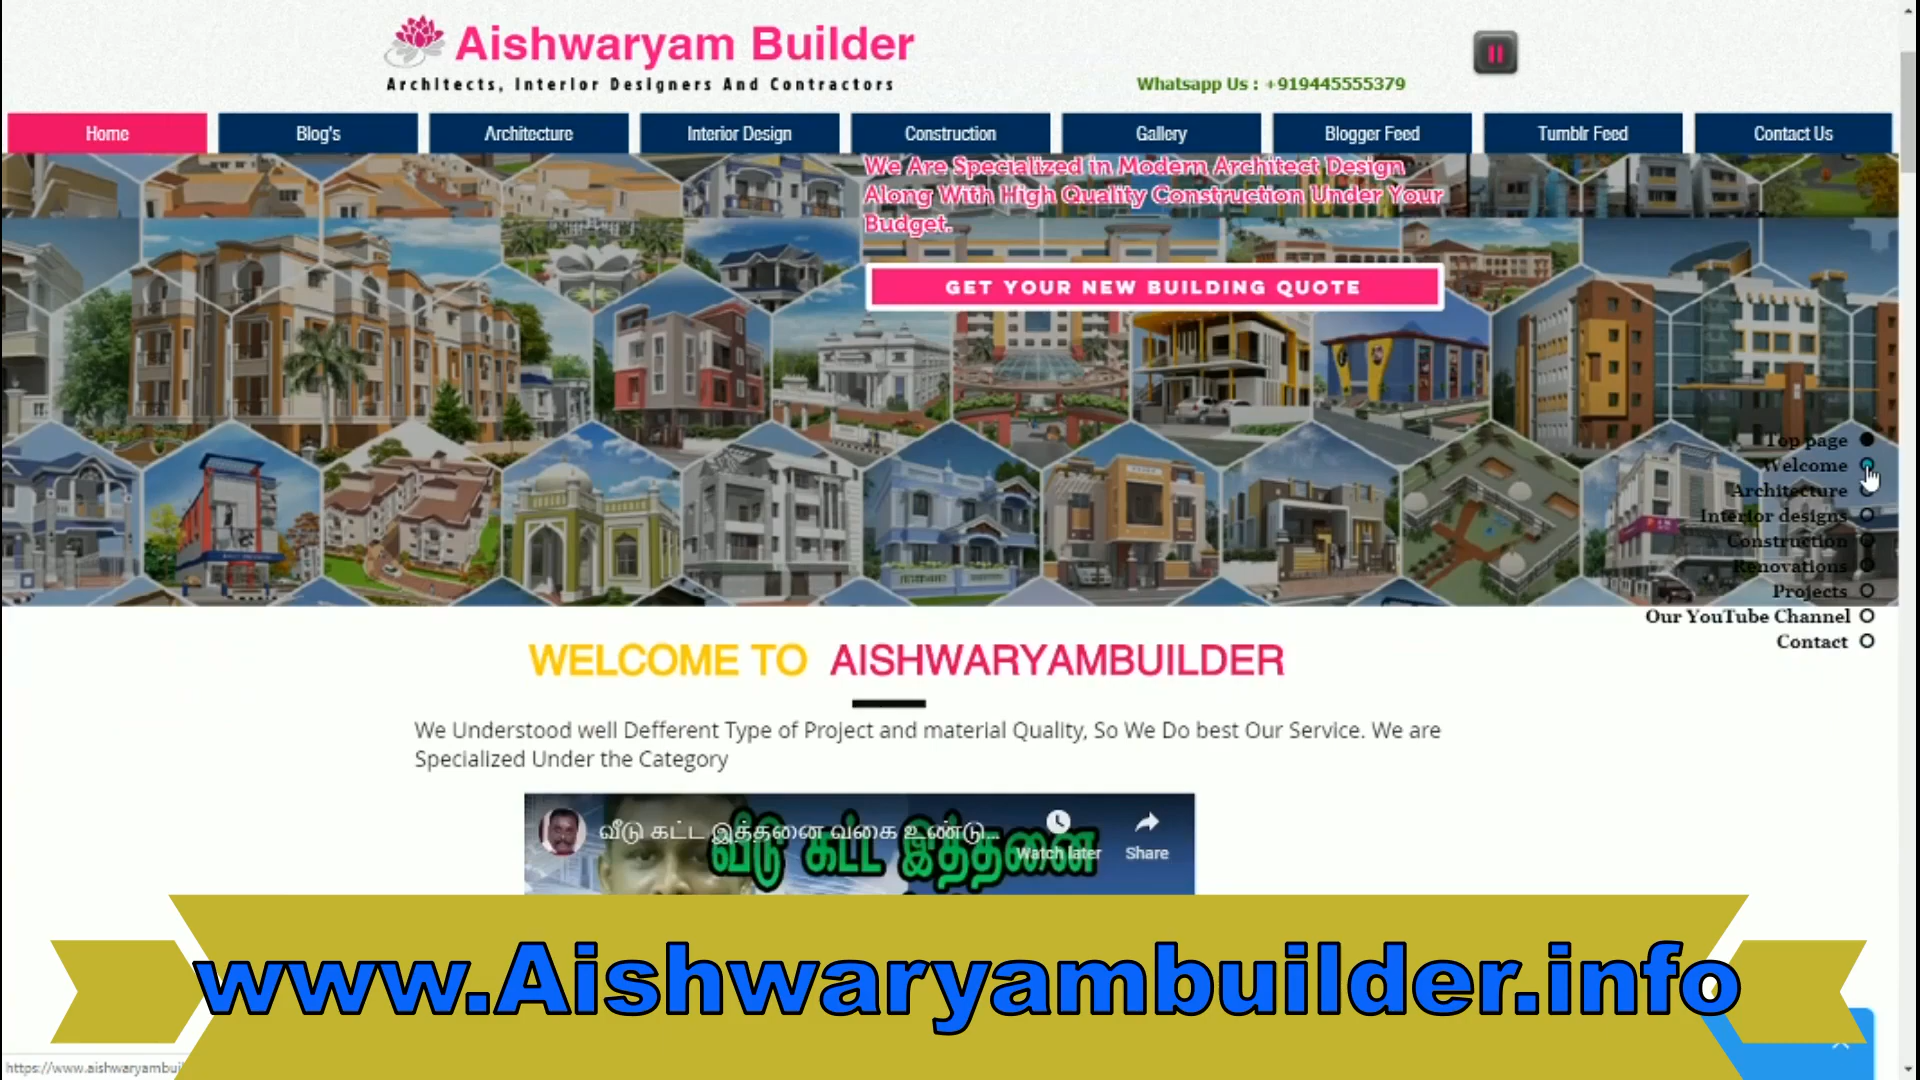 Aishwaryam Builder
Architects, Interior Designers And Contractors
Whatsapp Us : +919445555379
Home
Blog's
Architecture
Interior Design
Construction
Gallery
Blogger Feed
Tumblr Feed
Contact Us
We Are Specialized in Modern Architect Design
Along With High Quality Construction Under Your
Budget.
GET YOUR NEW BUILDING QUOTE
Top page
Welcome
Architecture
Interior designs
Construction
Renovations
Projects
Our YouTube Channel
Contact
WELCOME TO AISHWARYAMBUILDER
We Understood well Defferent Type of Project and material Quality, So We Do best Our Service. We are
Specialized Under the Category
வீடு கட்ட இத்தனை வகை உண்டு...
Watch later
Share
வீடு கட்ட இத்தனை
www.Aishwaryambuilder.info
https://www.aishwaryambui